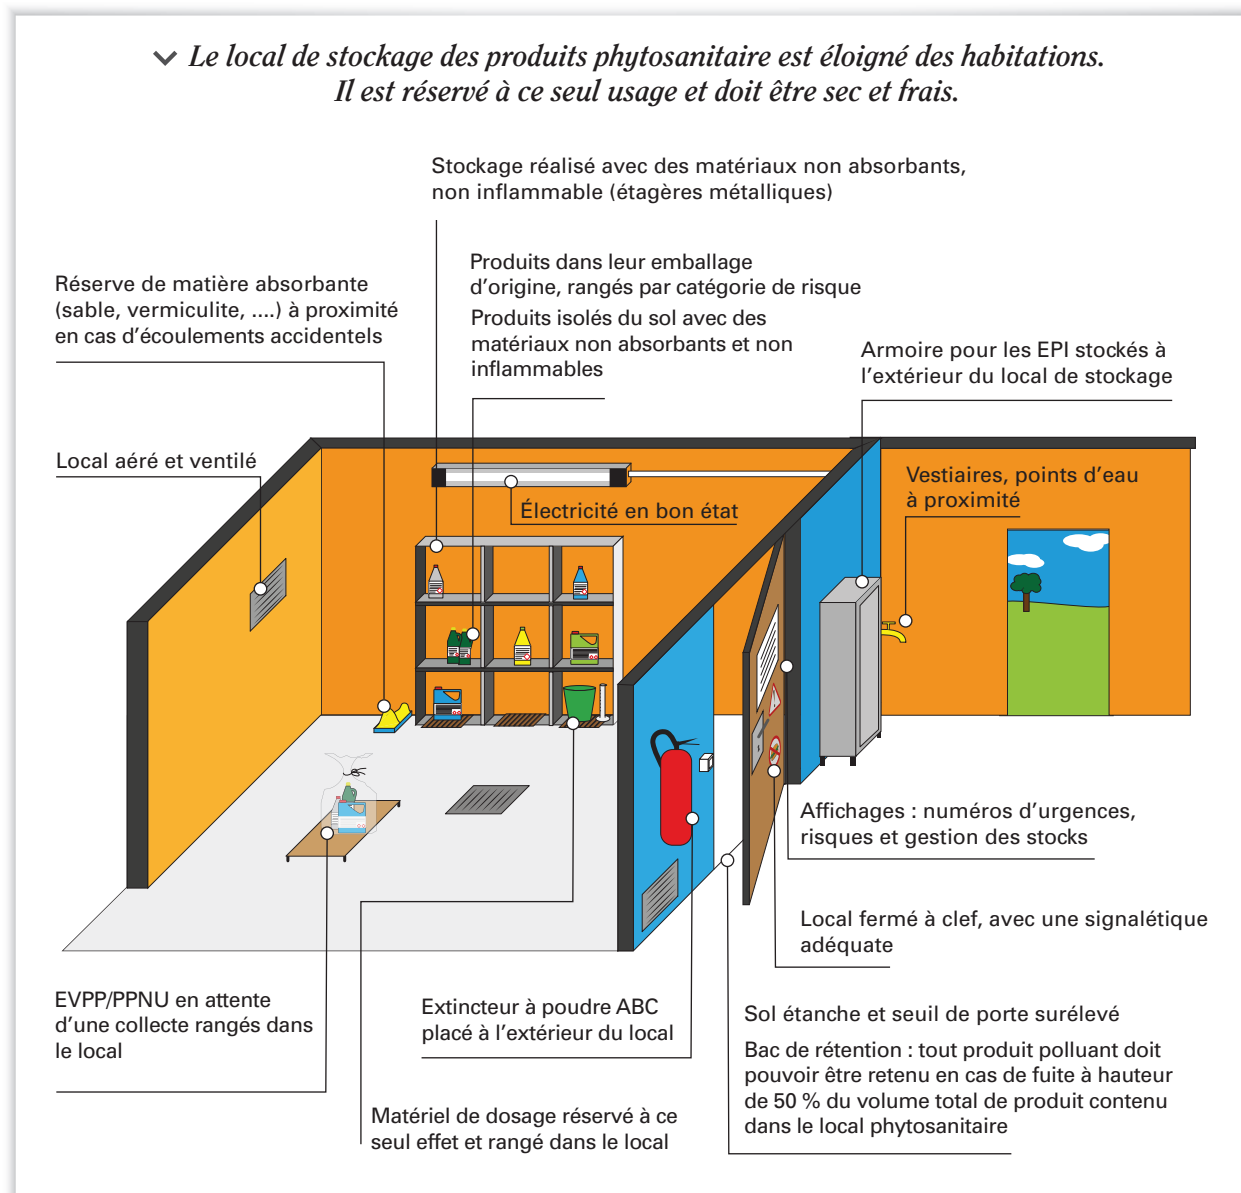 Le local de stockage des produits phytosanitaire est éloigné des habitations.
Il est réservé à ce seul usage et doit être sec et frais.
Stockage réalisé avec des matériaux non absorbants,
non inflammable (étagères métalliques)
Produits dans leur emballage
d’origine, rangés par catégorie de risque
Produits isolés du sol avec des
matériaux non absorbants et non
inflammables
Réserve de matière absorbante
(sable, vermiculite, ....) à proximité
en cas d’écoulements accidentels
Armoire pour les EPI stockés à
l’extérieur du local de stockage
Local aéré et ventilé
Électricité en bon état
Vestiaires, points d’eau
à proximité
Affichages : numéros d’urgences,
risques et gestion des stocks
Local fermé à clef, avec une signalétique
adéquate
EVPP/PPNU en attente
d’une collecte rangés dans
le local
Extincteur à poudre ABC
placé à l’extérieur du local
Sol étanche et seuil de porte surélevé
Bac de rétention : tout produit polluant doit
pouvoir être retenu en cas de fuite à hauteur
de 50 % du volume total de produit contenu
dans le local phytosanitaire
Matériel de dosage réservé à ce
seul effet et rangé dans le local